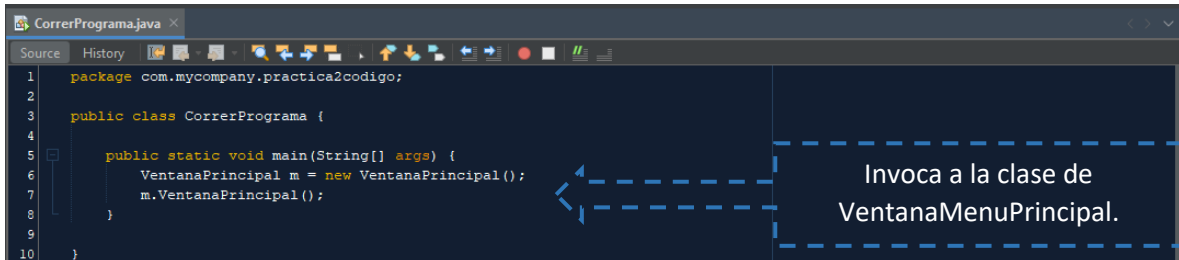 CorrerPrograma.java
Source History
1 package com.mycompany.practica2codigo;
2
3 public class CorrerPrograma {
4
5 public static void main(String[] args) {
6 VentanaPrincipal m = new VentanaPrincipal();
7 m.VentanaPrincipal();
8 }
9
10 }
Invoca a la clase de
VentanaMenuPrincipal.